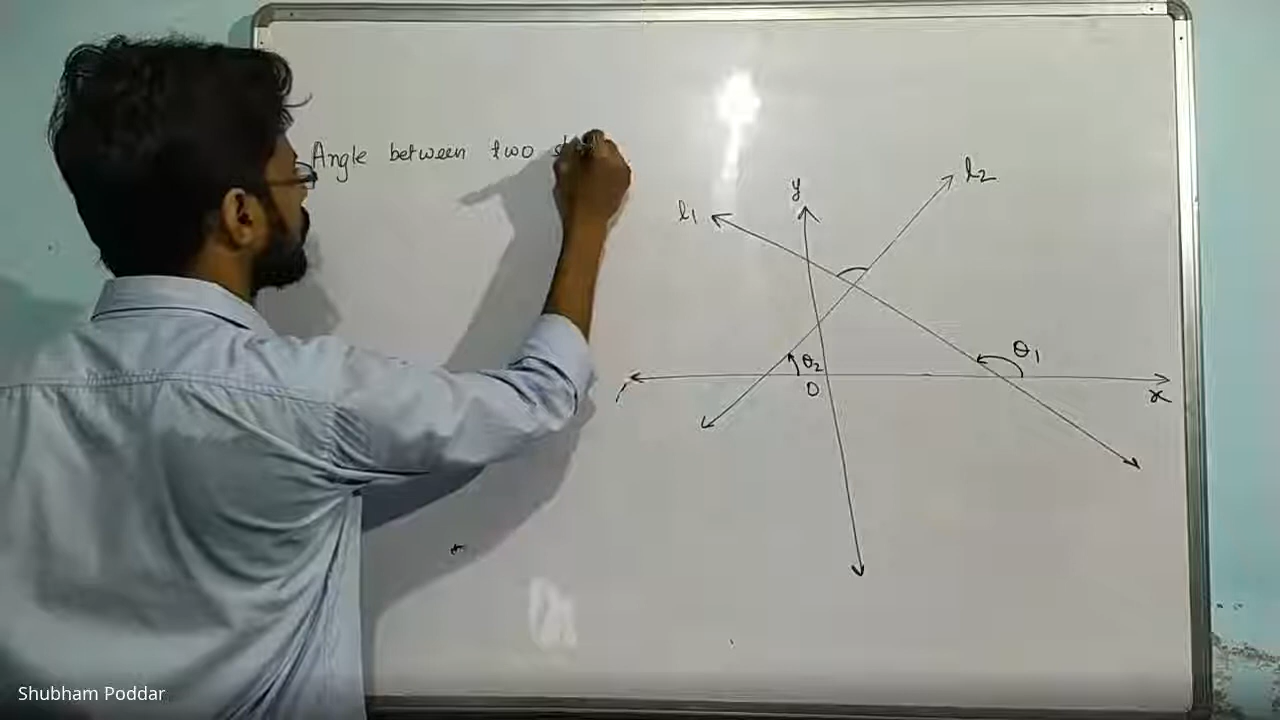 Angle between two
l2
y
l1
θ1
θ2
O
x
Shubham Poddar